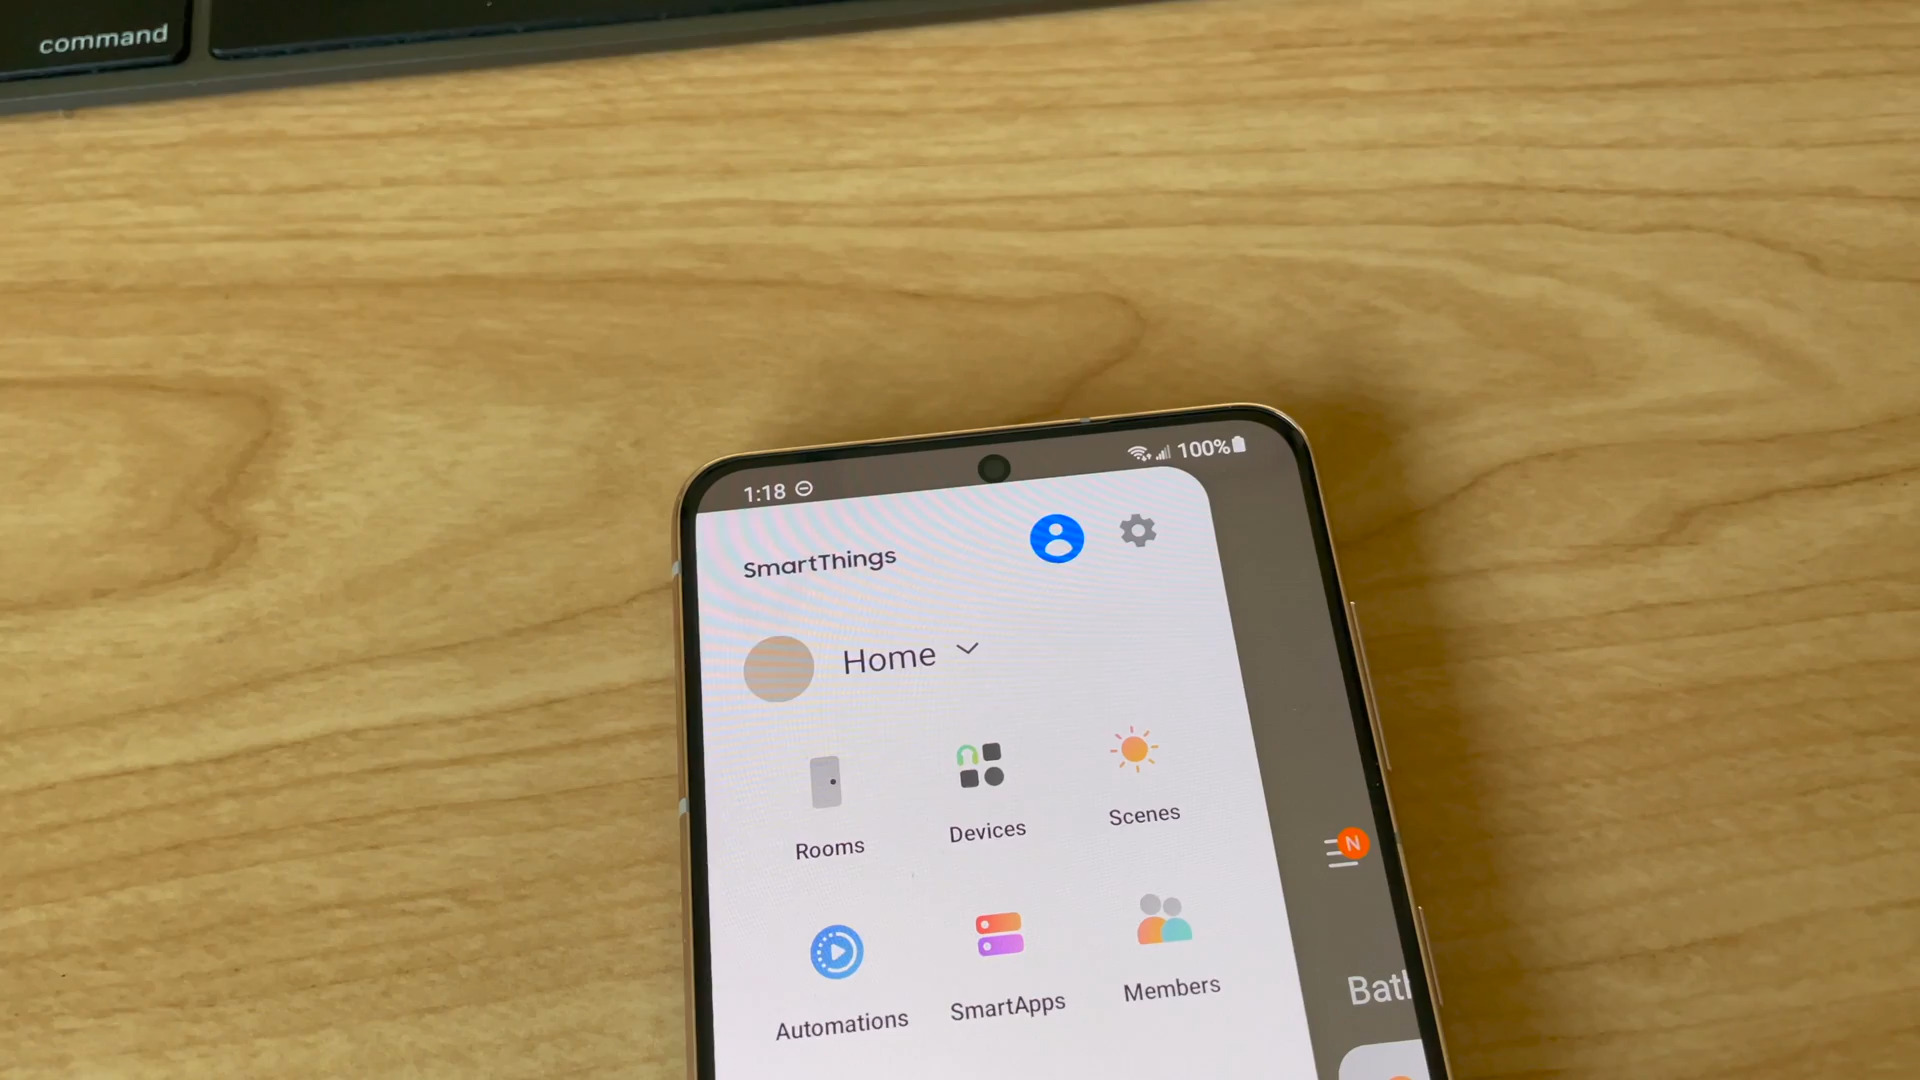 command
1:18
100%
SmartThings
Home
Rooms
Devices
Scenes
N
Automations
SmartApps
Members